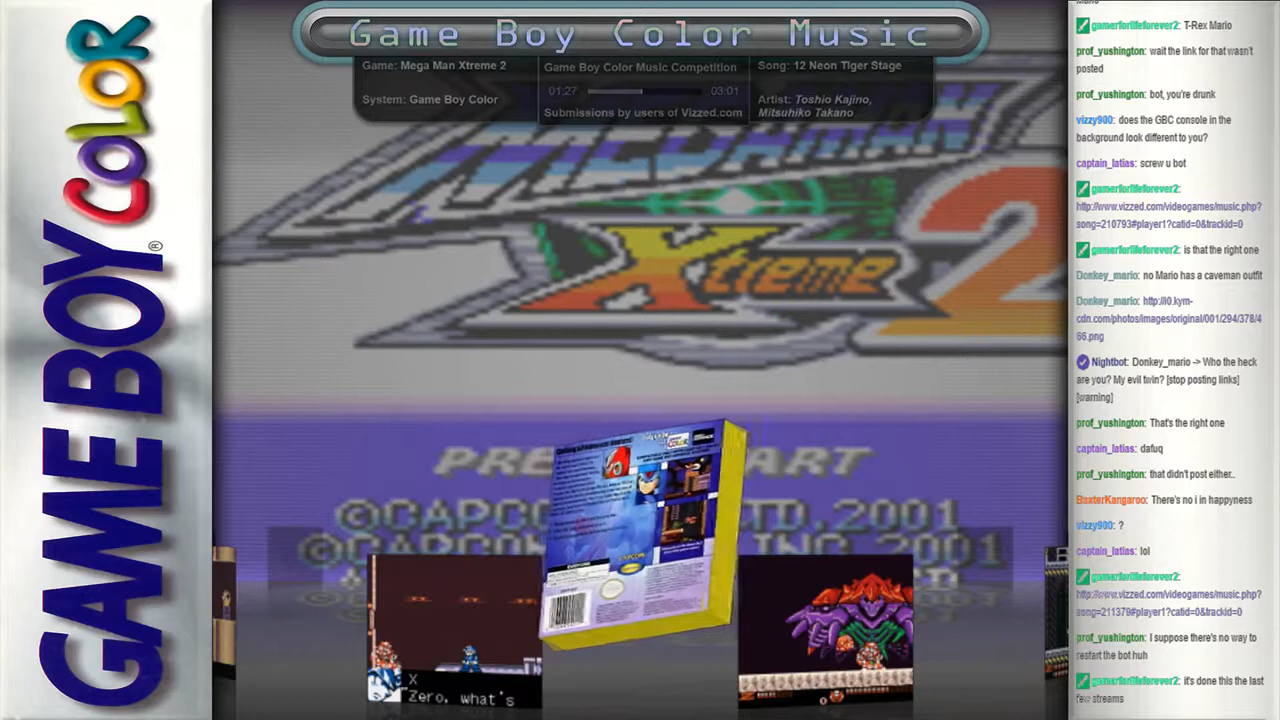 GAME BOY COLOR
®
Game Boy Color Music
Game: Mega Man Xtreme 2
System: Game Boy Color
Game Boy Color Music Competition
01:27
03:01
Submissions by users of Vizzed.com
Song: 12 Neon Tiger Stage
Artist: Toshio Kajino,
Mitsuhiko Takano
MEGAMAN
Xtreme 2
X
Zero, what's
gamerforlifeforever2: T-Rex Mario
prof_yushington: wait the link for that wasn't
posted
prof_yushington: bot, you're drunk
vizzy900: does the GBC console in the
background look different to you?
captain_latias: screw u bot
gamerforlifeforever2:
http://www.vizzed.com/videogames/music.php?
song=210793#player1?catid=0&trackid=0
gamerforlifeforever2: is that the right one
Donkey_mario: no Mario has a caveman outfit
Donkey_mario: http://i0.kym-
cdn.com/photos/images/original/001/294/378/4
66.png
Nightbot: Donkey_mario -> Who the heck
are you? My evil twin? [stop posting links]
[warning]
prof_yushington: That's the right one
captain_latias: dafuq
prof_yushington: that didn't post either..
BaxterKangaroo: There's no i in happyness
vizzy900: ?
captain_latias: lol
gamerforlifeforever2:
http://www.vizzed.com/videogames/music.php?
song=211379#player1?catid=0&trackid=0
prof_yushington: I suppose there's no way to
restart the bot huh
gamerforlifeforever2: it's done this the last
few streams